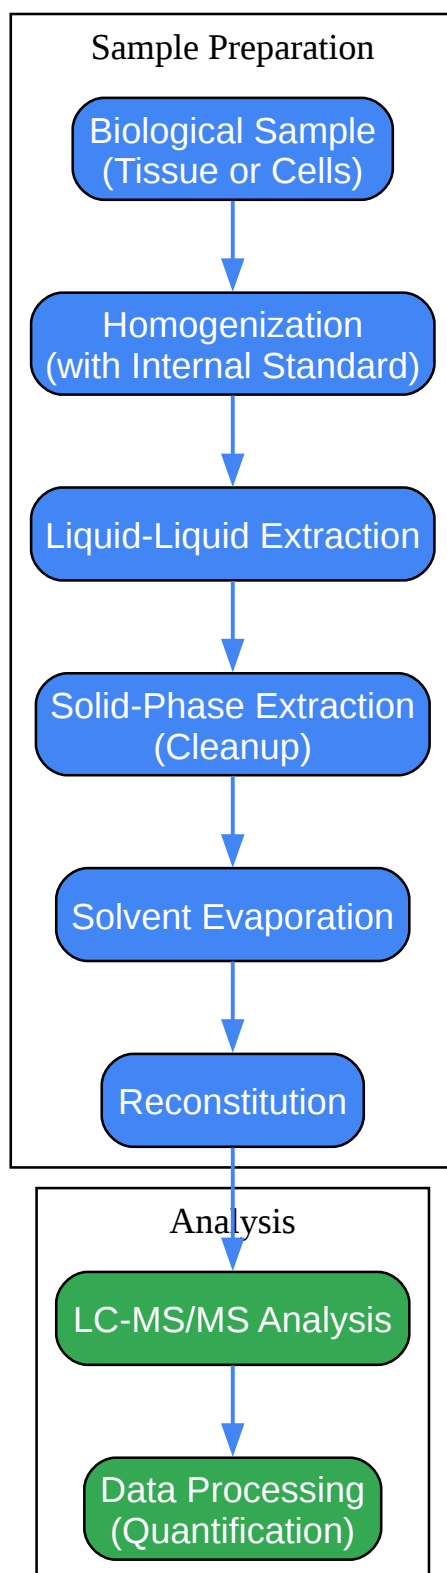 Sample Preparation
Biological Sample
(Tissue or Cells)
Homogenization
(with Internal Standard)
Liquid-Liquid Extraction
Solid-Phase Extraction
(Cleanup)
Solvent Evaporation
Reconstitution
Analysis
LC-MS/MS Analysis
Data Processing
(Quantification)